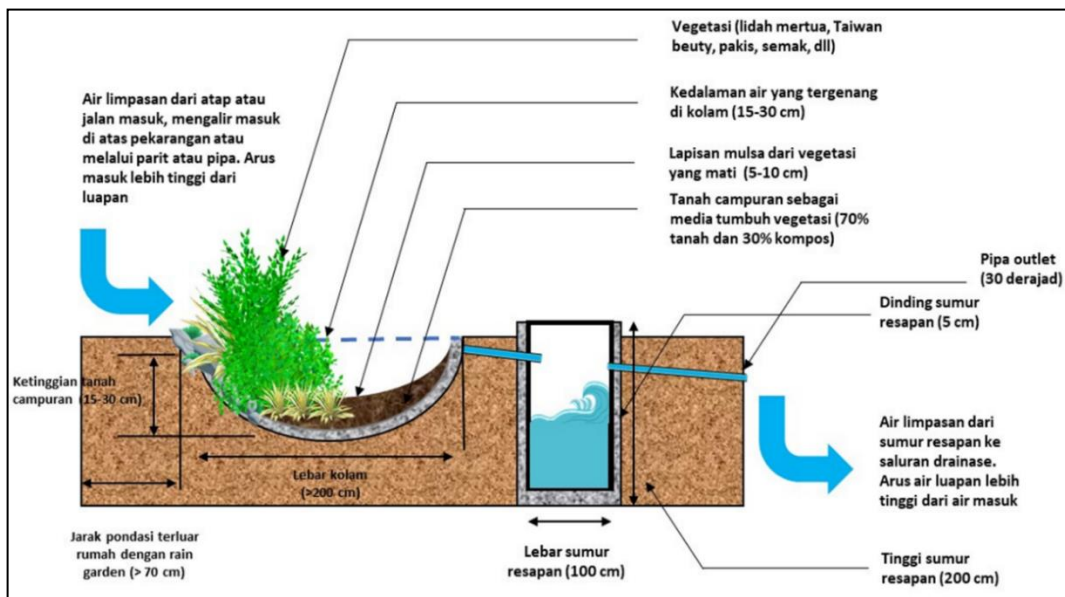 Vegetasi (lidah mertua, Taiwan
beuty, pakis, semak, dll)
Air limpasan dari atap atau
jalan masuk, mengalir masuk
di atas pekarangan atau
melalui parit atau pipa. Arus
masuk lebih tinggi dari
luapan
Kedalaman air yang tergenang
di kolam (15-30 cm)
Lapisan mulsa dari vegetasi
yang mati (5-10 cm)
Tanah campuran sebagai
media tumbuh vegetasi (70%
tanah dan 30% kompos)
Pipa outlet
(30 derajad)
Dinding sumur
resapan (5 cm)
Ketinggian tanah
campuran (15-30 cm)
Lebar kolam
(>200 cm)
Air limpasan dari
sumur resapan ke
saluran drainase.
Arus air luapan lebih
tinggi dari air masuk
Jarak pondasi terluar
rumah dengan rain
garden (> 70 cm)
Lebar sumur
resapan (100 cm)
Tinggi sumur
resapan (200 cm)